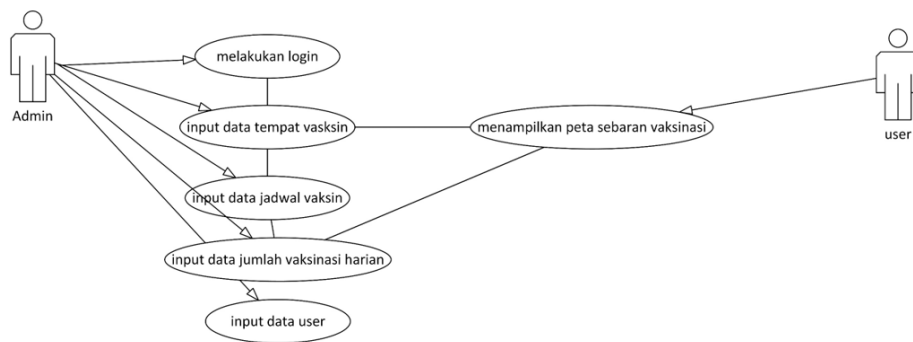 melakukan login
Admin
input data tempat vasksin
menampilkan peta sebaran vaksinasi
user
input data jadwal vaksin
input data jumlah vaksinasi harian
input data user